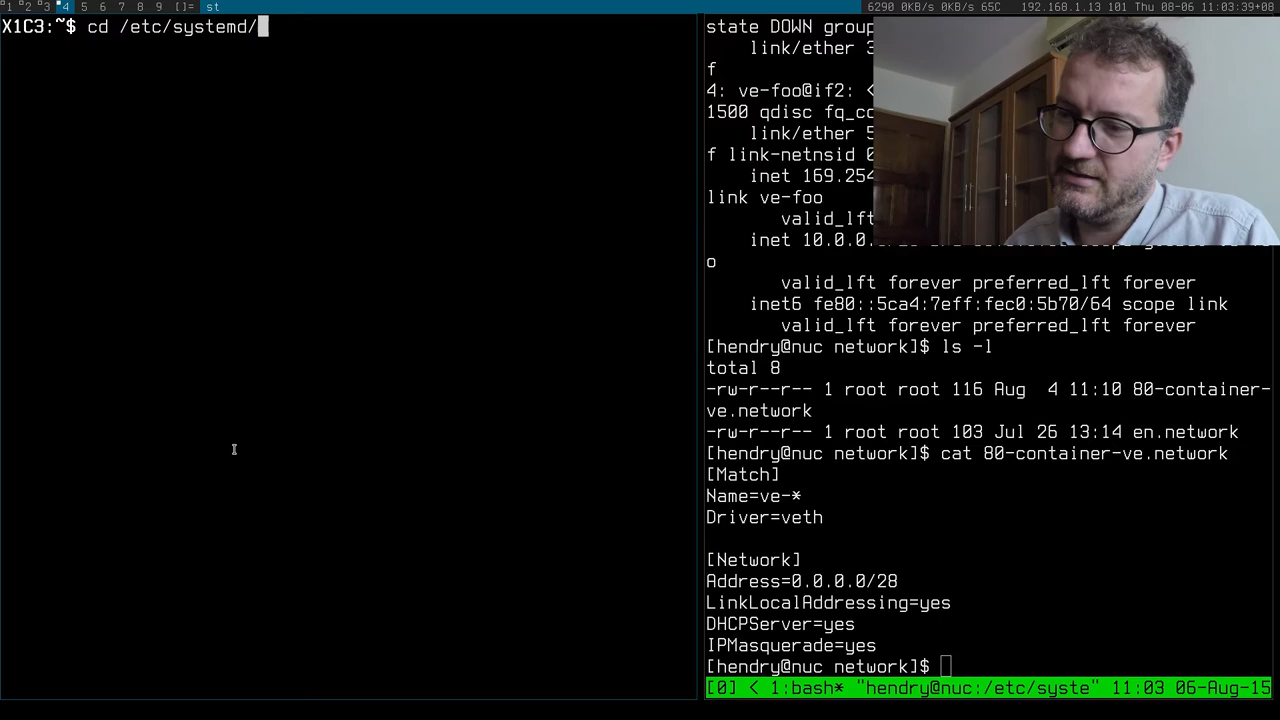 1 2 3 4 5 6 7 8 9 []= st
6290 0KB/s 0KB/s 65C 192.168.1.13 101 Thu 08-06 11:03:39+08
X1C3:~$ cd /etc/systemd/
state DOWN group
link/ether 3
f
4: ve-foo@if2: <
1500 qdisc fq_co
link/ether 5
f link-netnsid 0
inet 169.254
link ve-foo
valid_lft
inet 10.0.0.
o
valid_lft forever preferred_lft forever
inet6 fe80::5ca4:7eff:fec0:5b70/64 scope link
valid_lft forever preferred_lft forever
[hendry@nuc network]$ ls -l
total 8
-rw-r--r-- 1 root root 116 Aug  4 11:10 80-container-
ve.network
-rw-r--r-- 1 root root 103 Jul 26 13:14 en.network
[hendry@nuc network]$ cat 80-container-ve.network
[Match]
Name=ve-*
Driver=veth
[Network]
Address=0.0.0.0/28
LinkLocalAddressing=yes
DHCPServer=yes
IPMasquerade=yes
[hendry@nuc network]$
[0] < 1:bash* "hendry@nuc:/etc/syste" 11:03 06-Aug-15